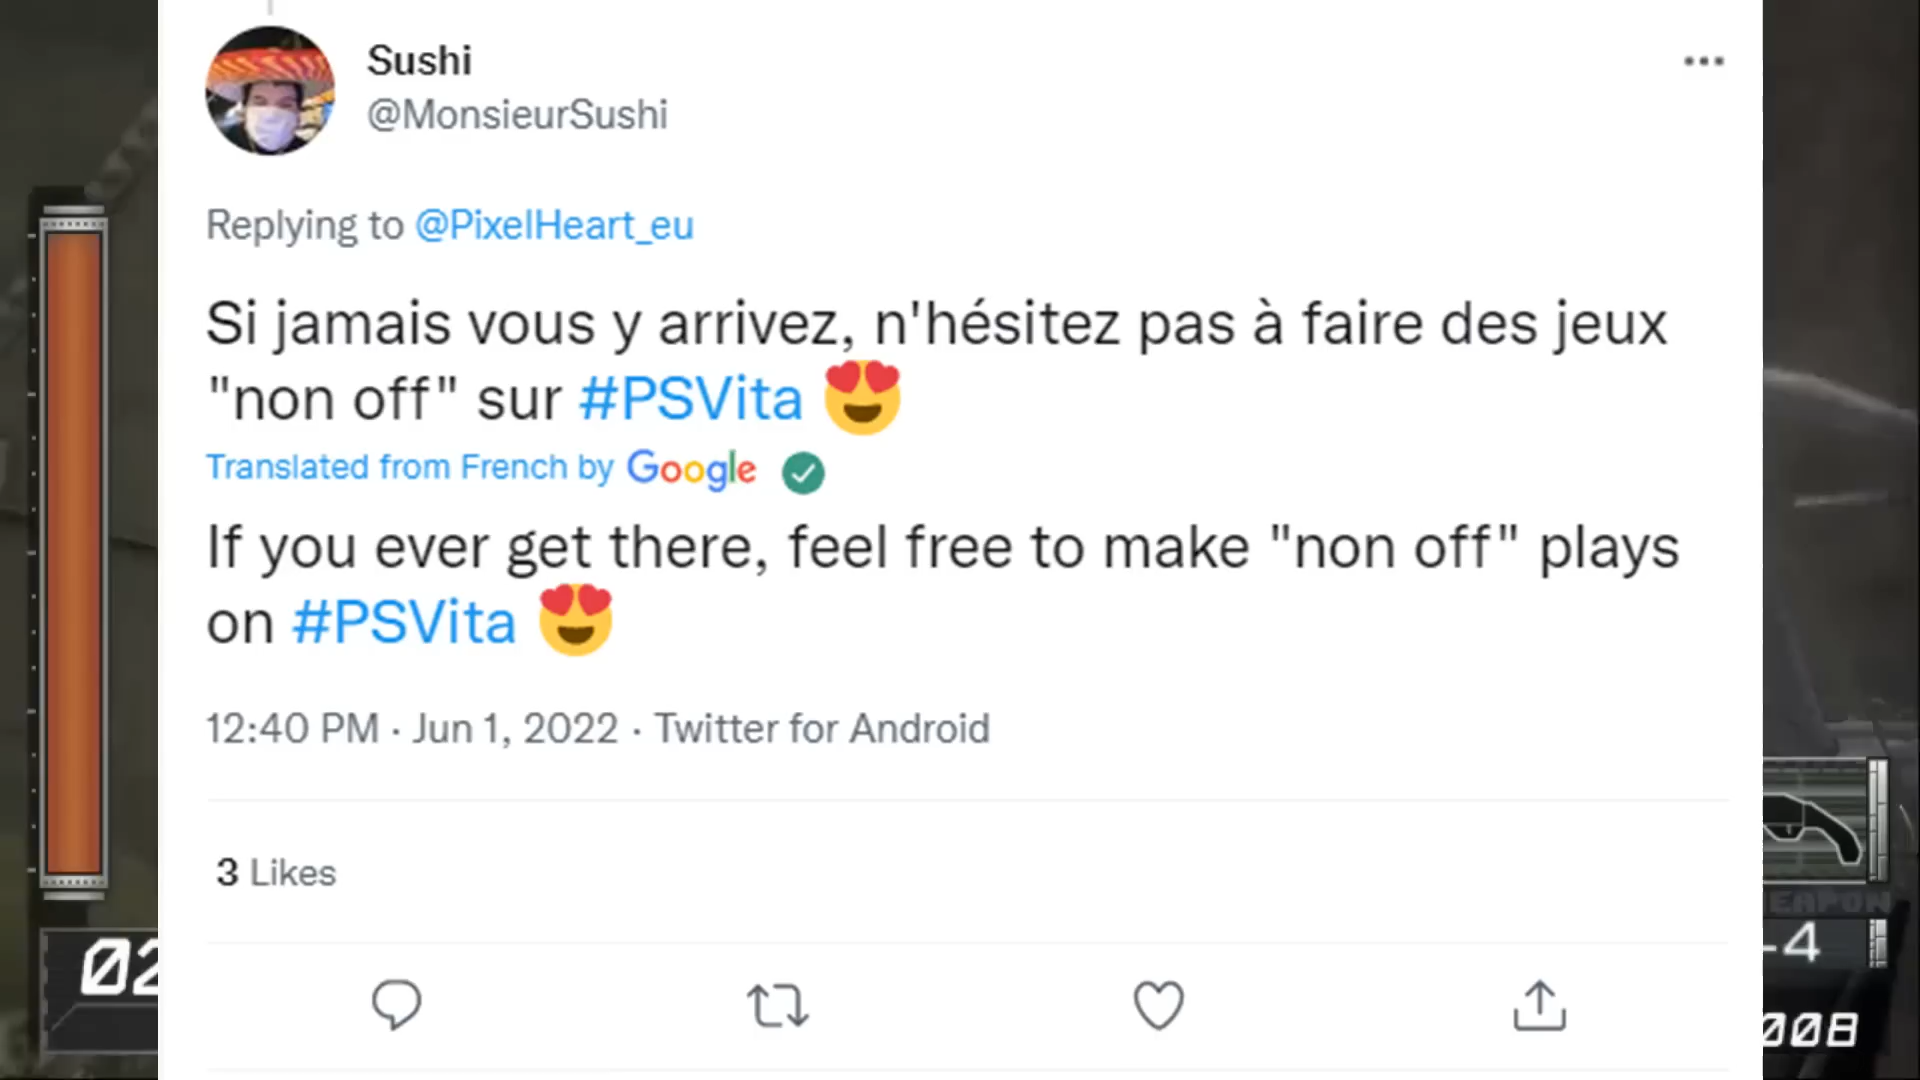 Sushi
@MonsieurSushi
Replying to @PixelHeart_eu
Si jamais vous y arrivez, n'hésitez pas à faire des jeux
"non off" sur #PSVita 😍
Translated from French by Google
If you ever get there, feel free to make "non off" plays
on #PSVita 😍
12:40 PM · Jun 1, 2022 · Twitter for Android
3 Likes
02
EAPON
-4
008